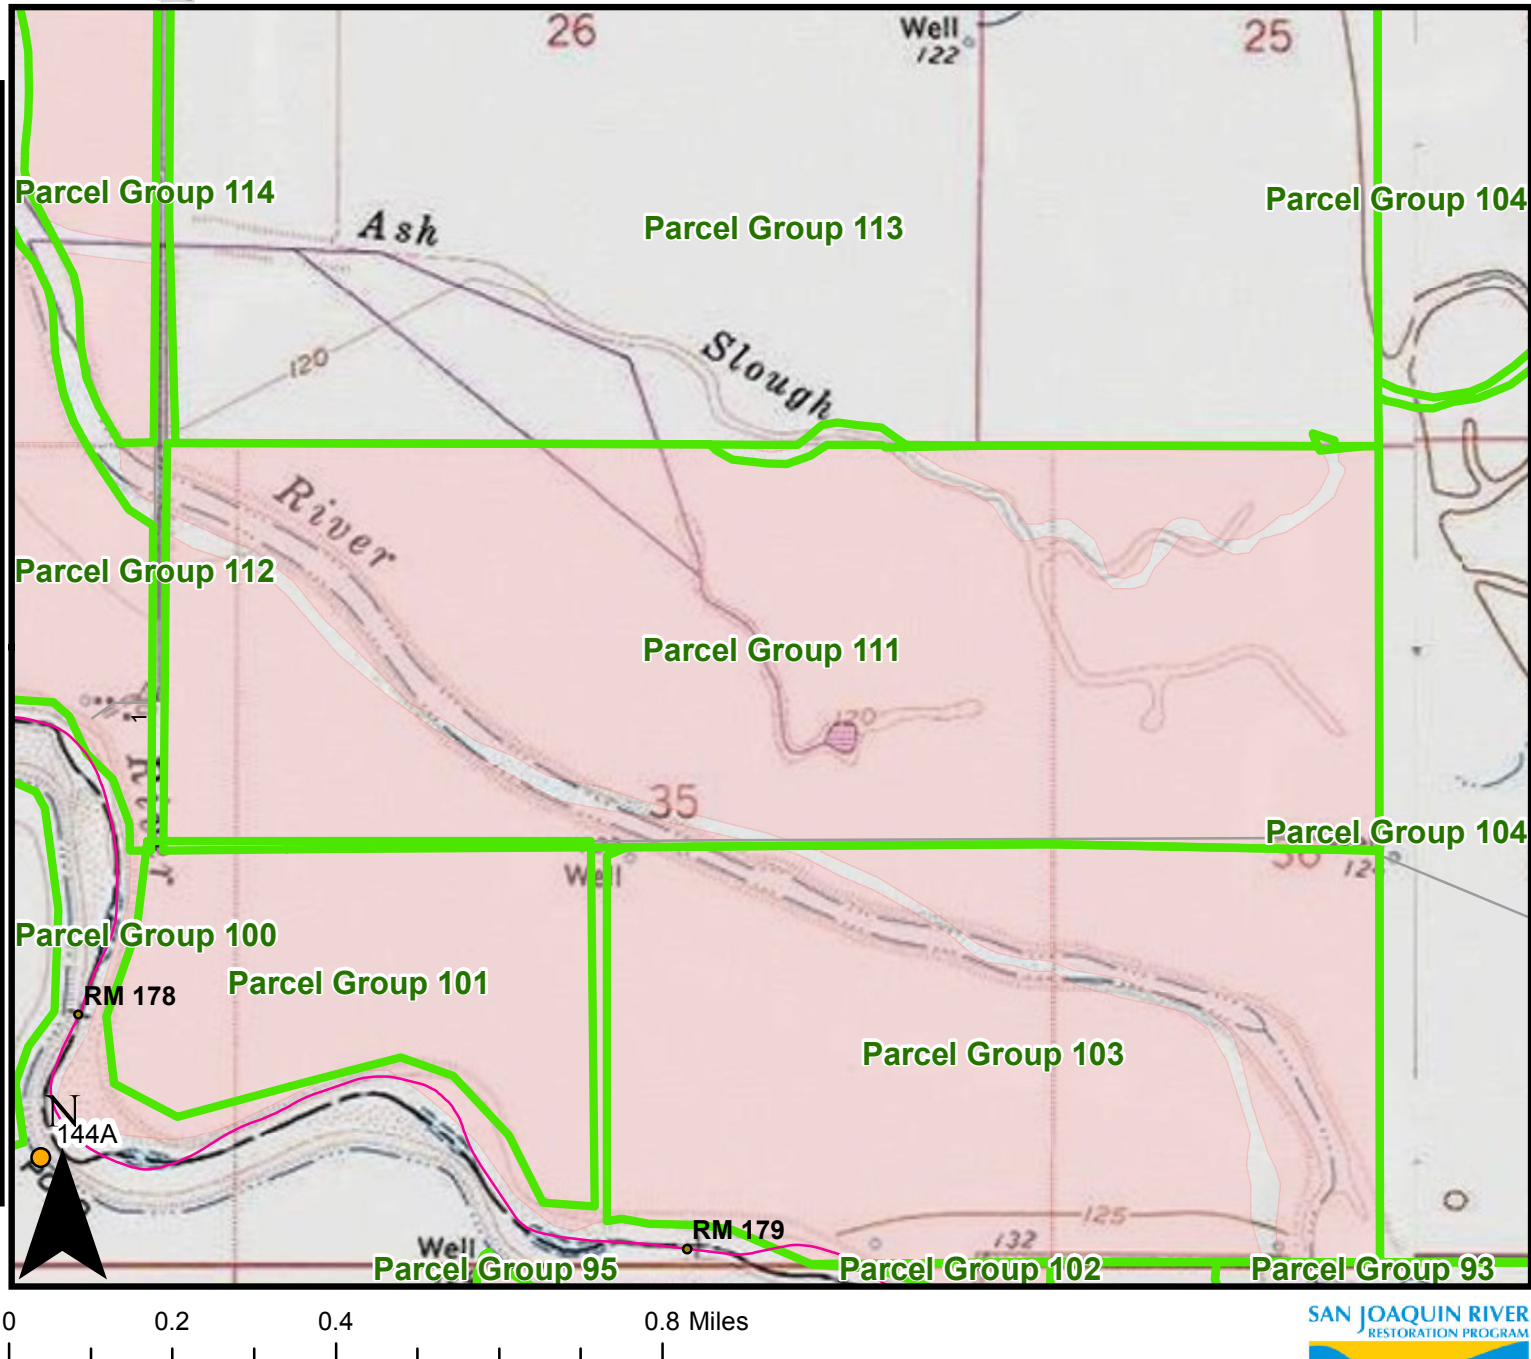 26
Well
122
25
Parcel Group 114
Parcel Group 104
Ash
Parcel Group 113
Slough
120
River
Parcel Group 112
Parcel Group 111
120
1
35
Parcel Group 104
36
Well
Parcel Group 100
Parcel Group 101
RM 178
Parcel Group 103
N
144A
125
RM 179
132
Well
Parcel Group 95
Parcel Group 102
Parcel Group 93
0 0.2 0.4 0.8 Miles
SAN JOAQUIN RIVER
RESTORATION PROGRAM